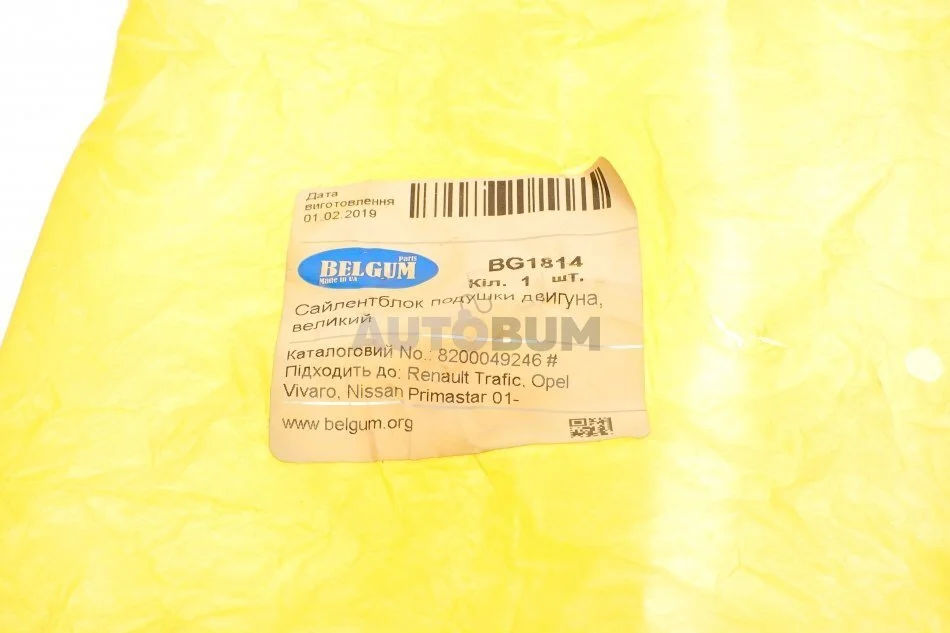 Дата
виготовлення
01.02.2019
Parts
BELGUM
Made in UA
BG1814
Кіл. 1 шт.
Сайлентблок подушки двигуна,
великий
AUTOBUM
Каталоговий No.: 8200049246 #
Підходить до: Renault Trafic, Opel
Vivaro, Nissan Primastar 01-
www.belgum.org